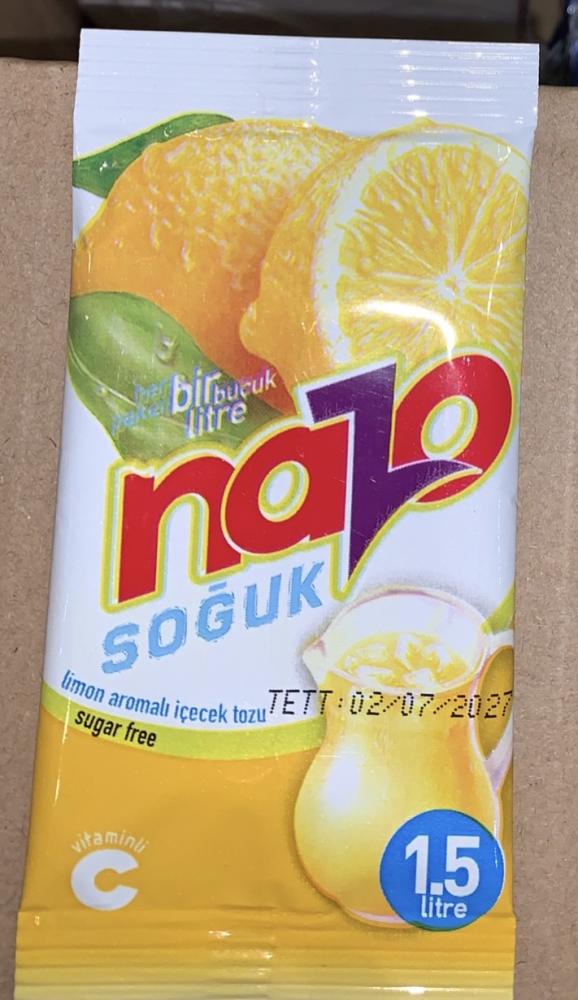 her bir buçuk
paket litre
nazo
SOĞUK
limon aromalı içecek tozu
TETT:02/07/2027
sugar free
vitaminli
C
1.5
litre